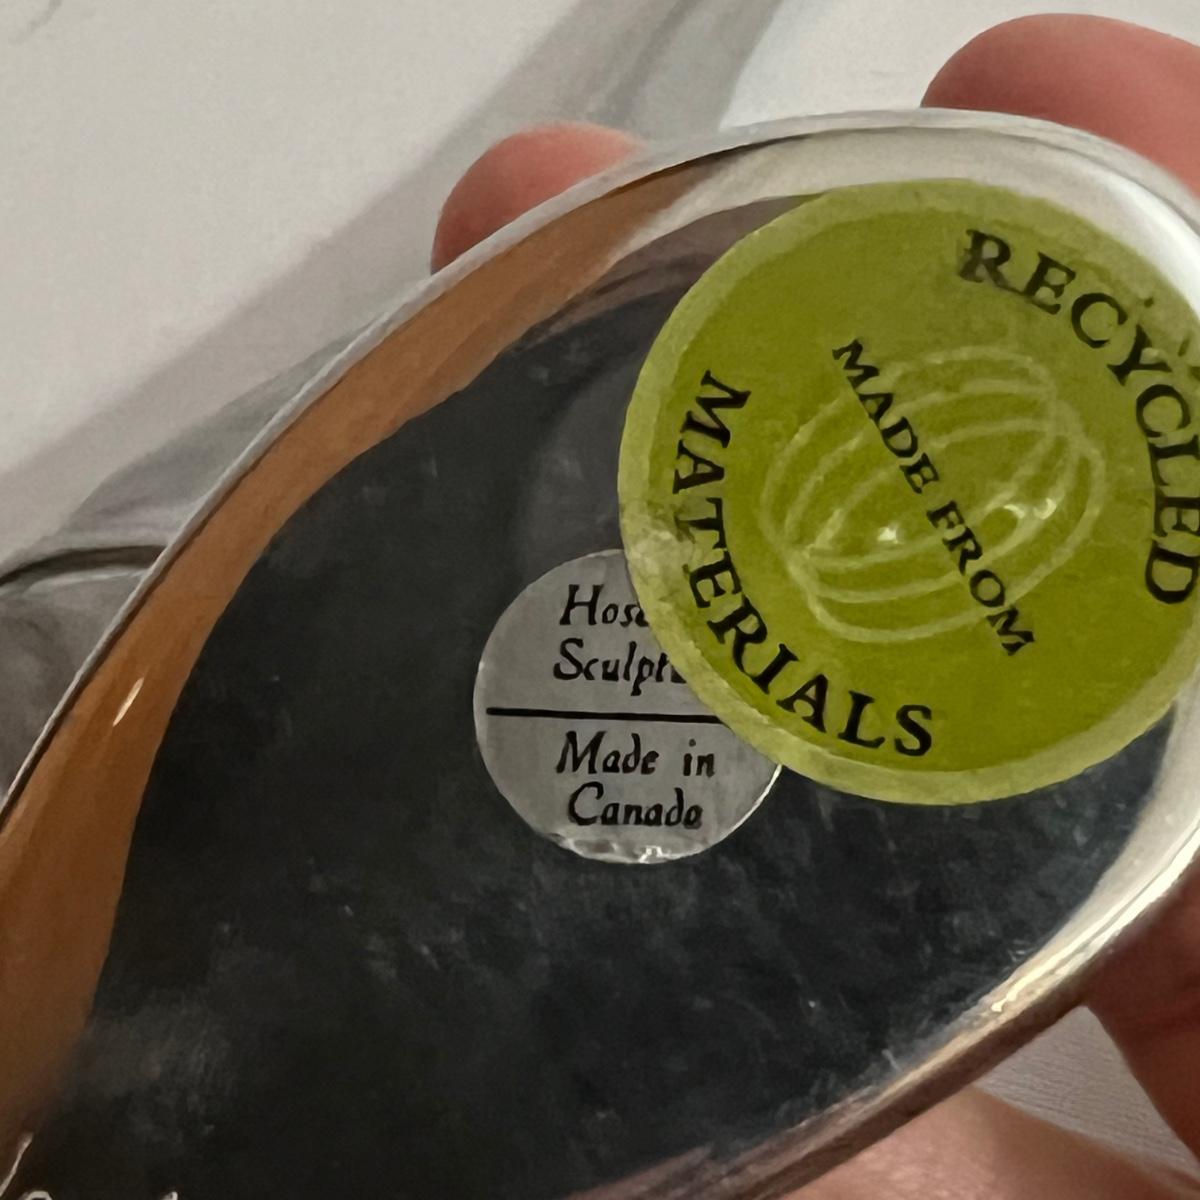 RECYCLED
MADE FROM
MATERIALS
Made in
Canada